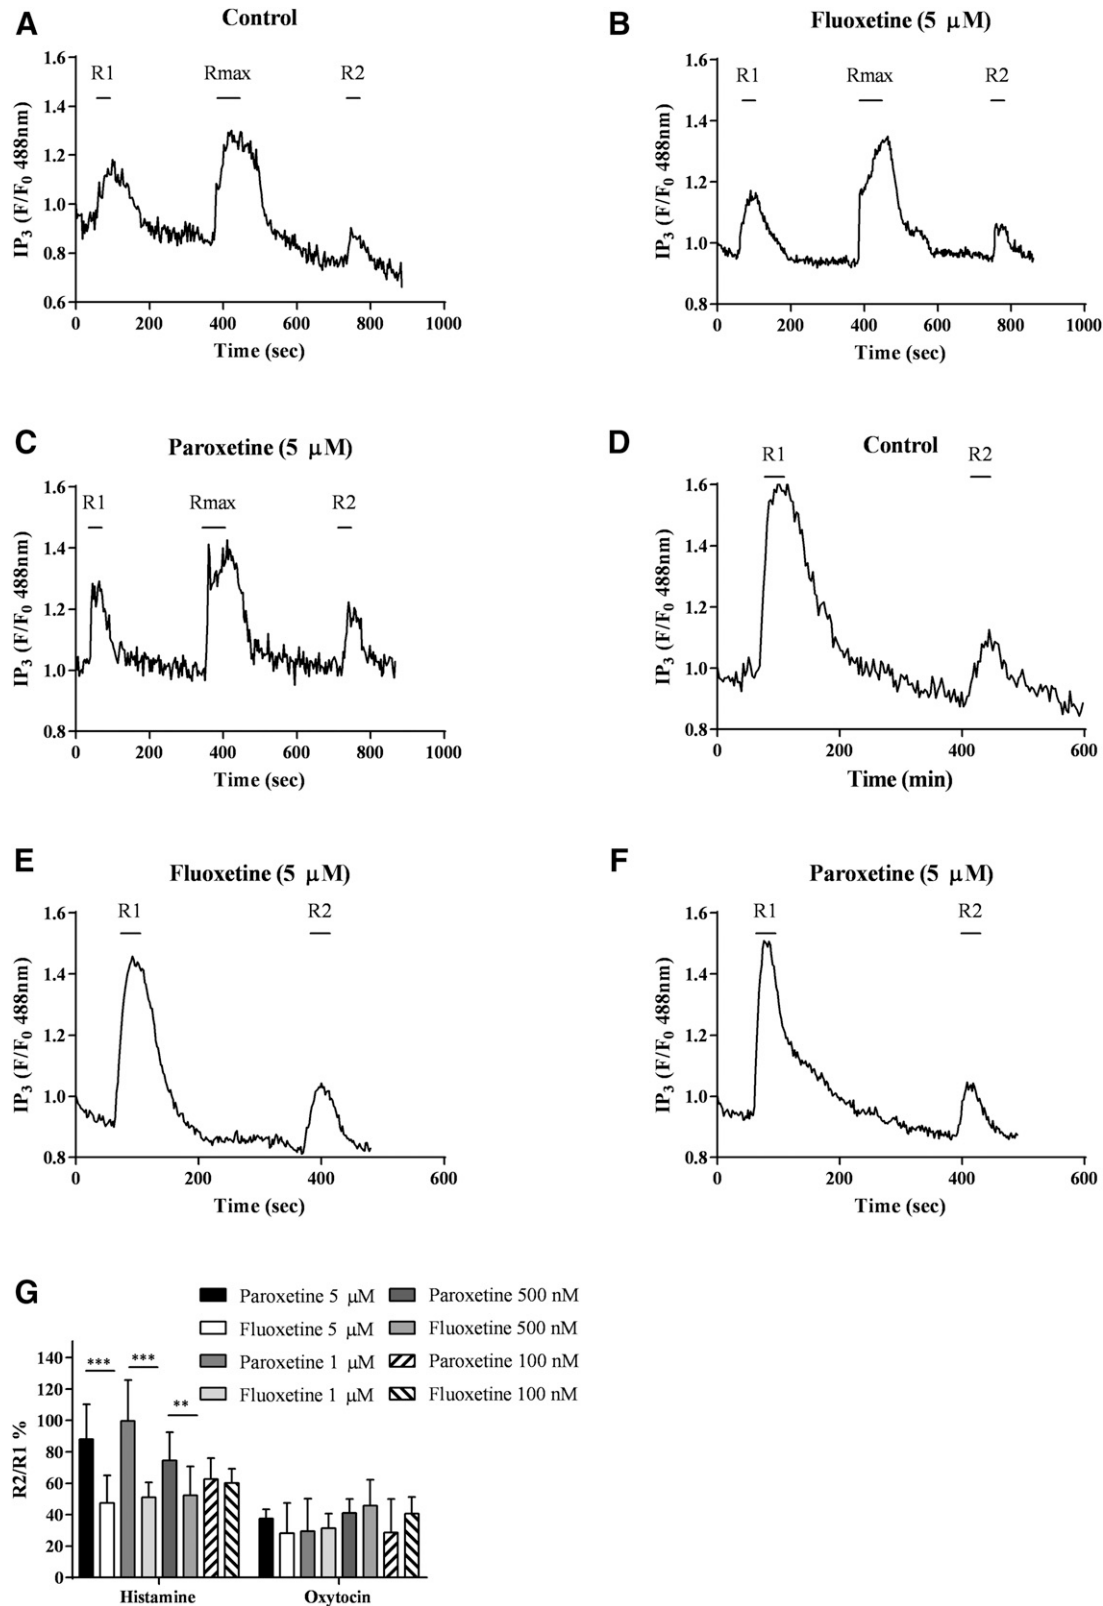 A
Control
IP3 (F/F0 488nm)
1.6
1.4
1.2
1.0
0.8
0.6
R1
Rmax
R2
0
200
400
600
800
1000
Time (sec)
B
Fluoxetine (5 μM)
IP3 (F/F0 488nm)
1.6
1.4
1.2
1.0
0.8
R1
Rmax
R2
0
200
400
600
800
1000
Time (sec)
C
Paroxetine (5 μM)
IP3 (F/F0 488nm)
1.6
1.4
1.2
1.0
0.8
R1
Rmax
R2
0
200
400
600
800
1000
Time (sec)
D
Control
IP3 (F/F0 488nm)
1.6
1.4
1.2
1.0
0.8
R1
R2
0
200
400
600
Time (min)
E
Fluoxetine (5 μM)
IP3 (F/F0 488nm)
1.6
1.4
1.2
1.0
0.8
R1
R2
0
200
400
600
Time (sec)
F
Paroxetine (5 μM)
IP3 (F/F0 488nm)
1.6
1.4
1.2
1.0
0.8
R1
R2
0
200
400
600
Time (sec)
G
Paroxetine 5 μM
Fluoxetine 5 μM
Paroxetine 1 μM
Fluoxetine 1 μM
Paroxetine 500 nM
Fluoxetine 500 nM
Paroxetine 100 nM
Fluoxetine 100 nM
R2/R1 %
140
120
100
80
60
40
20
0
***
***
**
Histamine
Oxytocin